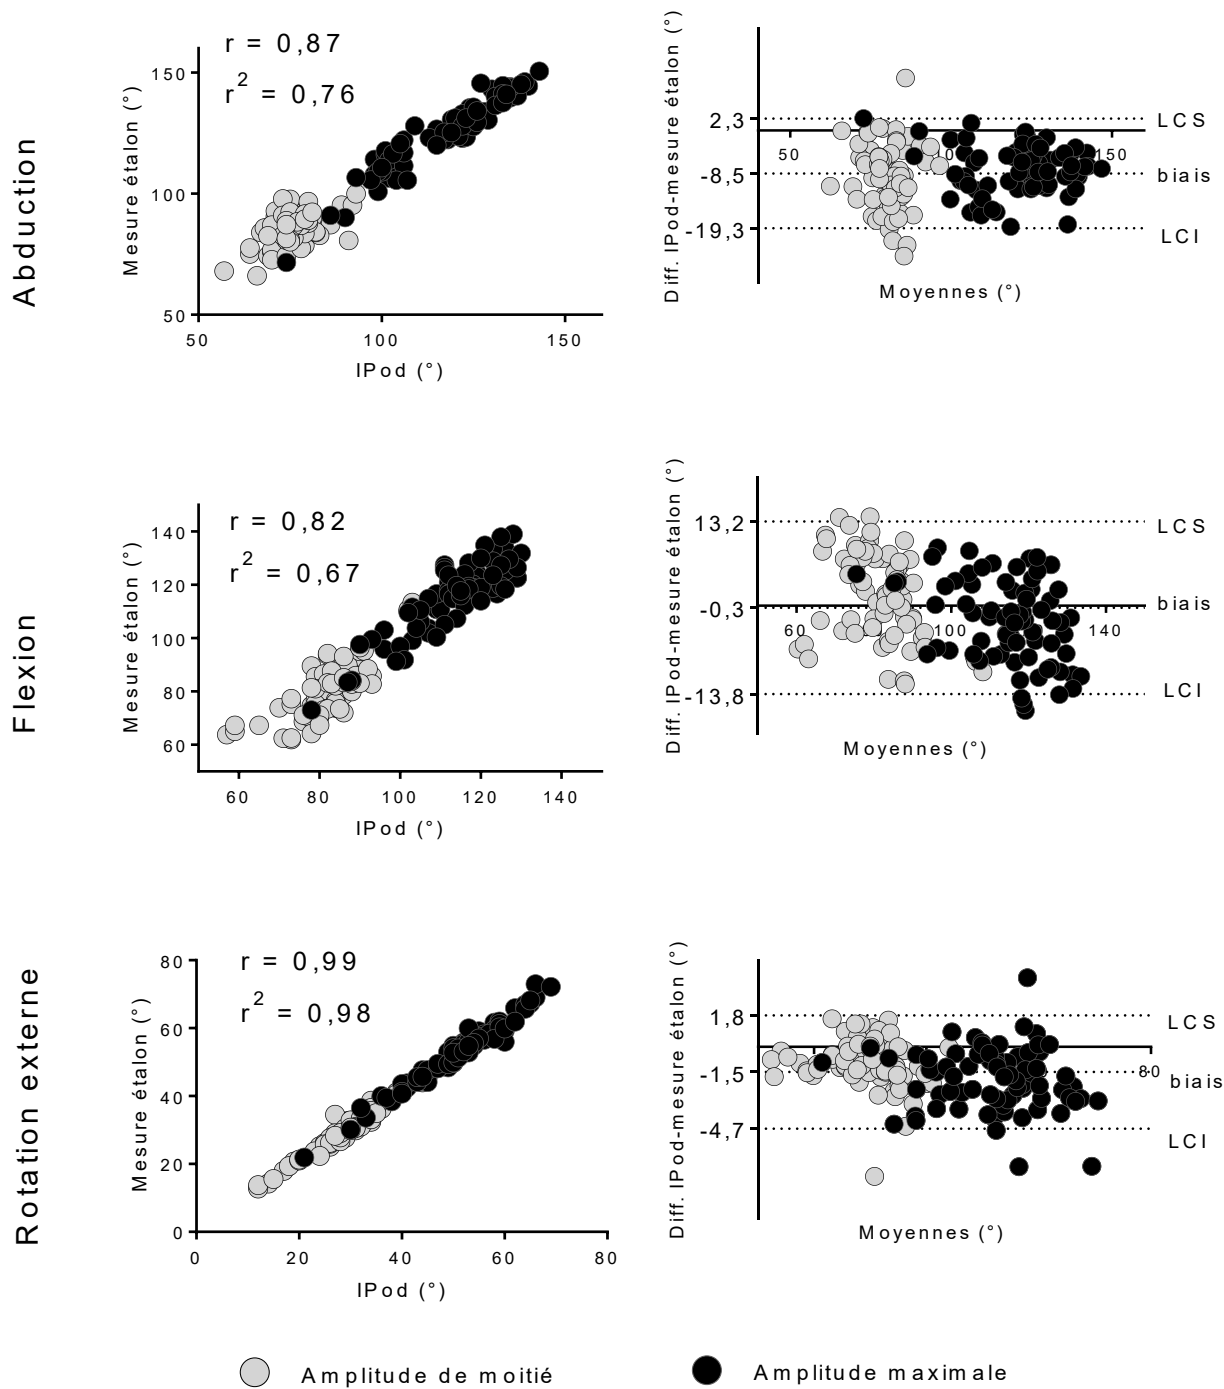 Abduction
r = 0,87
r² = 0,76
Mesure étalon (°)
150
100
50
50
100
150
IPod (°)
Diff. IPod-mesure étalon (°)
2,3
-8,5
-19,3
50
150
LCS
biais
LCI
Moyennes (°)
Flexion
r = 0,82
r² = 0,67
Mesure étalon (°)
140
120
100
80
60
60
80
100
120
140
IPod (°)
Diff. IPod-mesure étalon (°)
13,2
-0,3
-13,8
60
100
140
LCS
biais
LCI
Moyennes (°)
Rotation externe
r = 0,99
r² = 0,98
Mesure étalon (°)
80
60
40
20
0
0
20
40
60
80
IPod (°)
Diff. IPod-mesure étalon (°)
1,8
-1,5
-4,7
80
LCS
biais
LCI
Moyennes (°)
Amplitude de moitié
Amplitude maximale